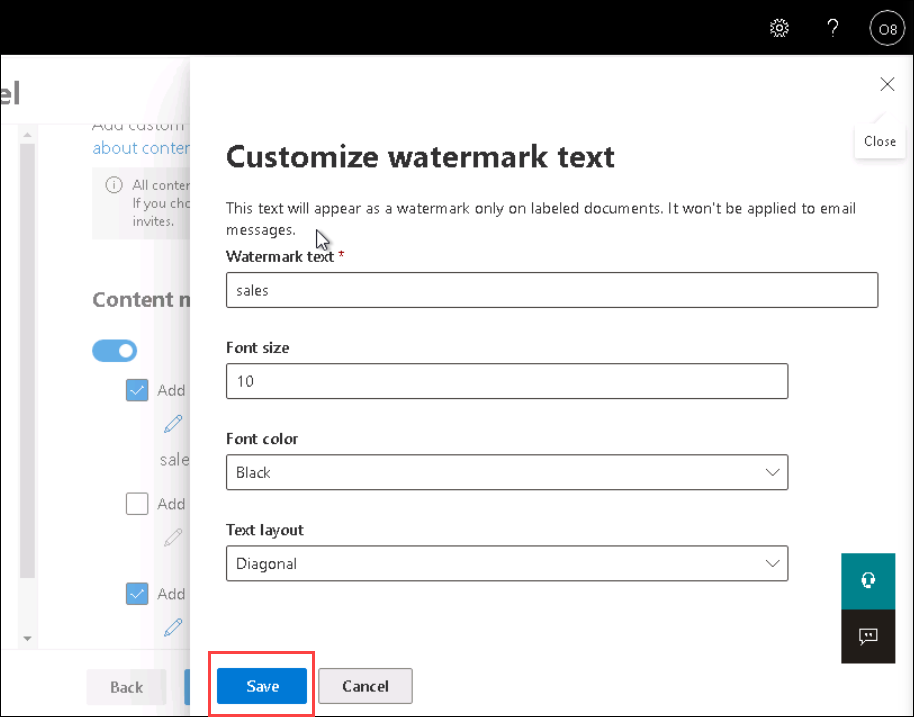 O8
el
Close
Add custom
about conten
All conten
If you cho
invites.
Customize watermark text
This text will appear as a watermark only on labeled documents. It won't be applied to email
messages.
Watermark text *
sales
Content m
Font size
10
Add
Font color
Black
sale
Add
Text layout
Diagonal
Add
Back
Save
Cancel